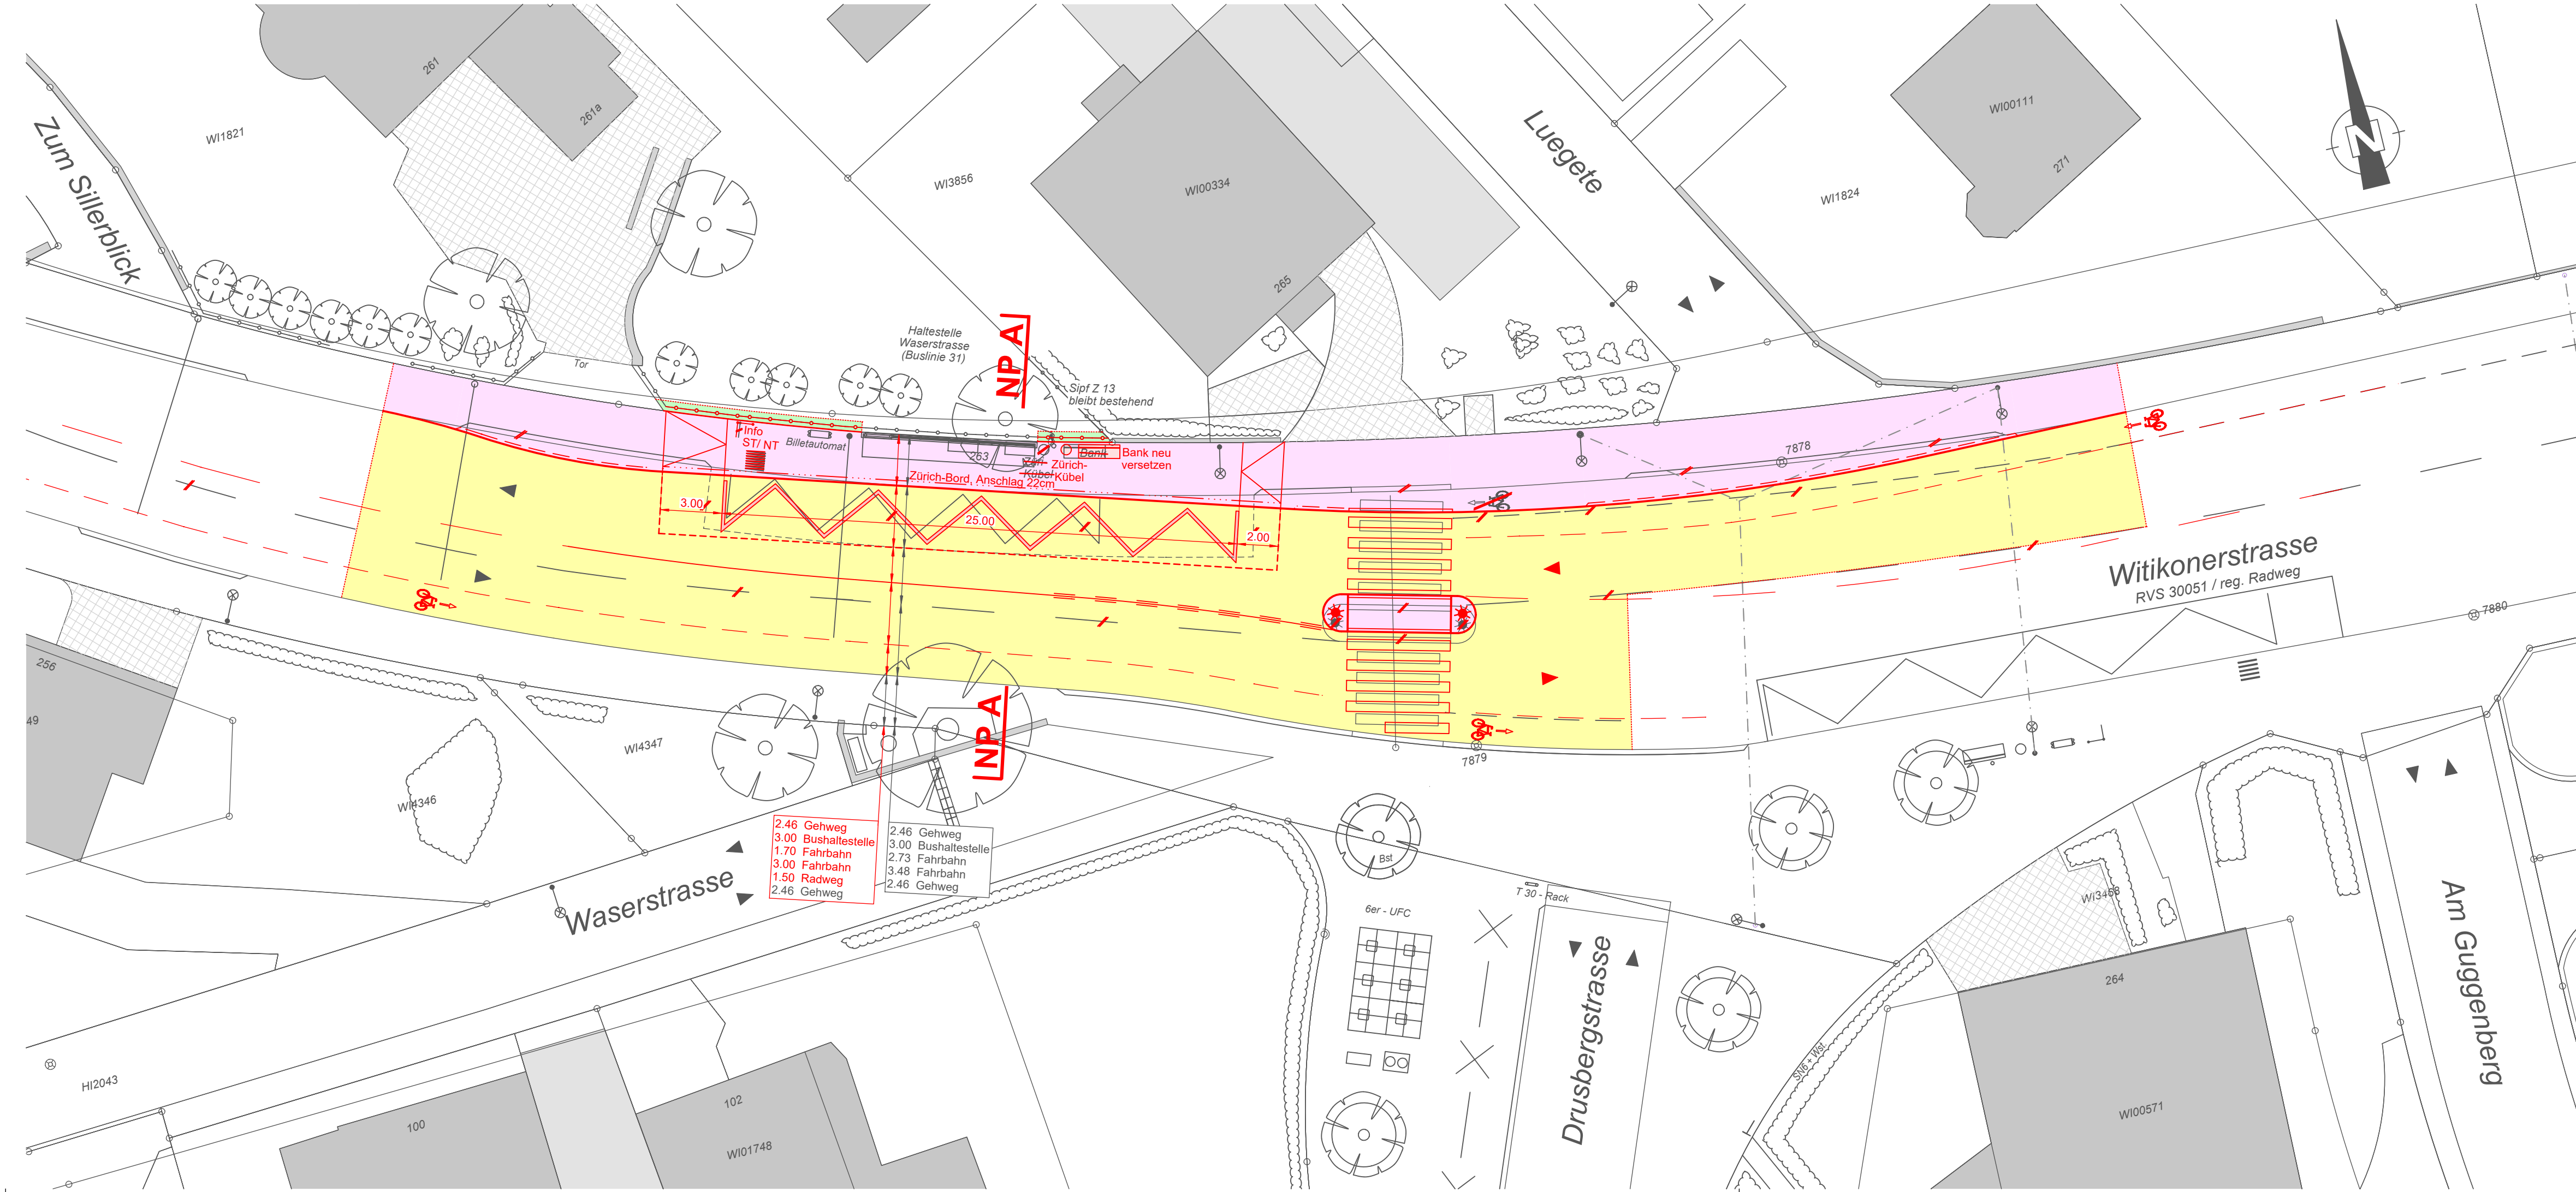 Zum Sillerblick
WI1821
261
261a
WI3856
WI00334
265
Luegete
WI1824
WI00111
271
N
Haltestelle
Waserstrasse
(Buslinie 31)
NP A
Sipf Z 13
bleibt bestehend
Tor
Info
ST/ NT
Billetautomat
263
Bank
Bank neu
versetzen
Kübel
Zürich-
Kübel
Zürich-Bord, Anschlag 22cm
3.00
25.00
2.00
7878
Witikonerstrasse
RVS 30051 / reg. Radweg
7880
256
49
WI4347
WI4346
NP A
7879
2.46 Gehweg
3.00 Bushaltestelle
1.70 Fahrbahn
3.00 Fahrbahn
1.50 Radweg
2.46 Gehweg
2.46 Gehweg
3.00 Bushaltestelle
2.73 Fahrbahn
3.48 Fahrbahn
2.46 Gehweg
Waserstrasse
Bst
T 30 - Rack
6er - UFC
Drusbergstrasse
Wi3468
264
Am Guggenberg
SN6 + Wst.
WI00571
HI2043
100
102
WI01748